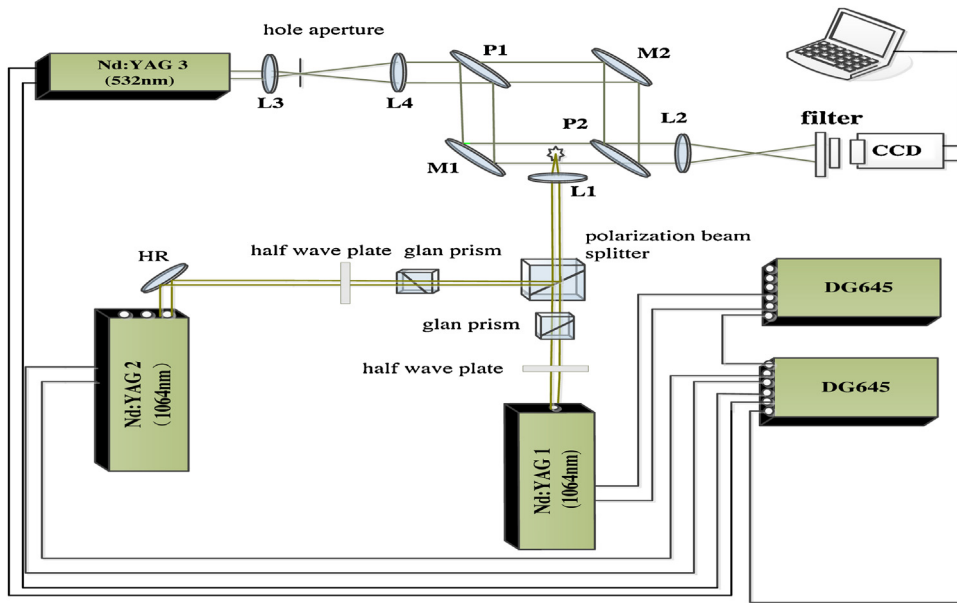 hole aperture
P1
M2
Nd:YAG 3
(532nm)
L3
L4
P2
L2
filter
M1
CCD
L1
HR
half wave plate
glan prism
polarization beam
splitter
DG645
glan prism
half wave plate
DG645
Nd:YAG 2
(1064nm)
Nd:YAG 1
(1064nm)